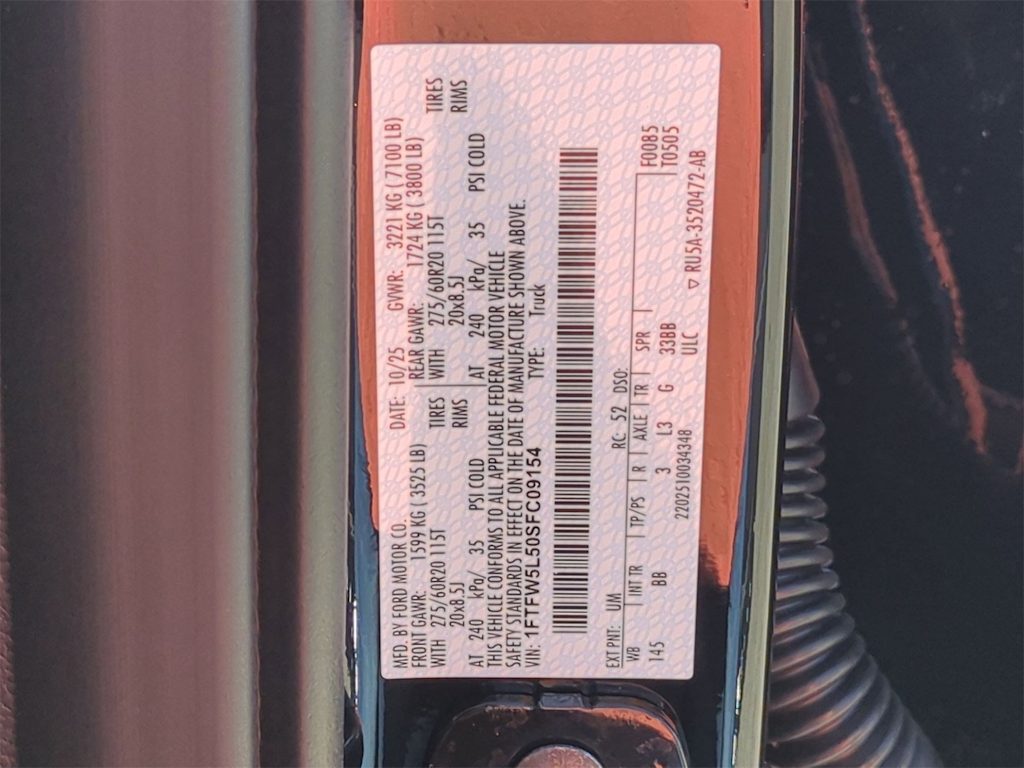 MFD. BY FORD MOTOR CO. DATE: 10/25 GVWR: 3221 KG ( 7100 LB)
FRONT GAWR: 1599 KG ( 3525 LB) REAR GAWR: 1724 KG ( 3800 LB)
WITH 275/60R20 115T TIRES WITH 275/60R20 115T TIRES
20x8.5J RIMS 20x8.5J RIMS
AT 240 kPa/ 35 PSI COLD AT 240 kPa/ 35 PSI COLD
THIS VEHICLE CONFORMS TO ALL APPLICABLE FEDERAL MOTOR VEHICLE
SAFETY STANDARDS IN EFFECT ON THE DATE OF MANUFACTURE SHOWN ABOVE.
VIN: 1FTFW5L50SFC09154 TYPE: Truck
EXT PNT: UM RC: 52 DSO: F0085
WB INT TR TP/PS R AXLE TR SPR T0505
145 BB 3 L3 G 33BB
ULC
2202510034348 ▽ RU5A-3520472-AB